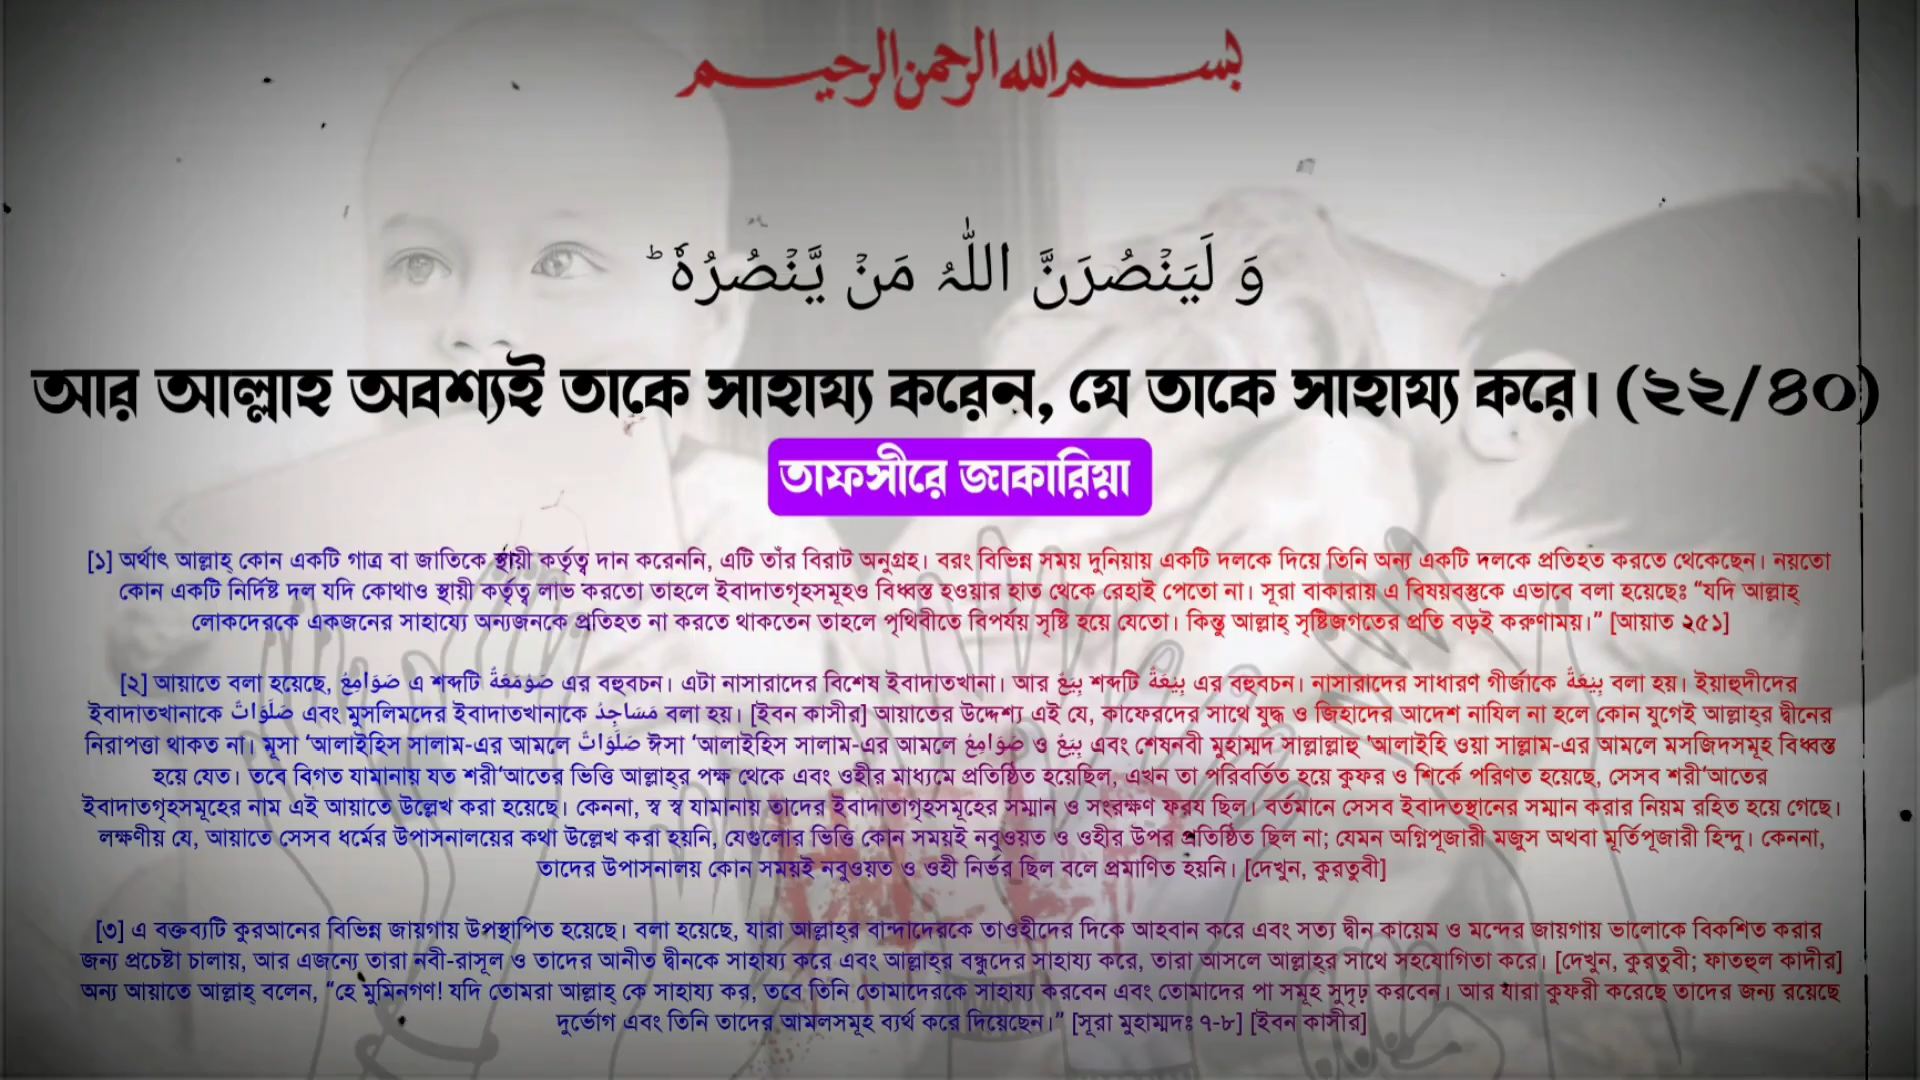 بسم الله الرحمن الرحيم
وَ لَیَنۡصُرَنَّ اللّٰہُ مَنۡ یَّنۡصُرُہٗ ؕ
আর আল্লাহ অবশ্যই তাকে সাহায্য করেন, যে তাকে সাহায্য করে। (২২/৪০)
তাফসীরে জাকারিয়া
[১] অর্থাৎ আল্লাহ্ কোন একটি গাত্র বা জাতিকে স্থায়ী কর্তৃত্ব দান করেননি, এটি তাঁর বিরাট অনুগ্রহ। বরং বিভিন্ন সময় দুনিয়ায় একটি দলকে দিয়ে তিনি অন্য একটি দলকে প্রতিহত করতে থেকেছেন। নয়তো
কোন একটি নির্দিষ্ট দল যদি কোথাও স্থায়ী কর্তৃত্ব লাভ করতো তাহলে ইবাদাতগৃহসমূহও বিধ্বস্ত হওয়ার হাত থেকে রেহাই পেতো না। সূরা বাকারায় এ বিষয়বস্তুকে এভাবে বলা হয়েছেঃ “যদি আল্লাহ্
লোকদেরকে একজনের সাহায্যে অন্যজনকে প্রতিহত না করতে থাকতেন তাহলে পৃথিবীতে বিপর্যয় সৃষ্টি হয়ে যেতো। কিন্তু আল্লাহ্ সৃষ্টিজগতের প্রতি বড়ই করুণাময়।” [আয়াত ২৫১]
[২] আয়াতে বলা হয়েছে, صَوَامِعُ এ শব্দটি صَوْمَعَةٌ এর বহুবচন। এটা নাসারাদের বিশেষ ইবাদাতখানা। আর بِيَعٌ শব্দটি بِيْعَةٌ এর বহুবচন। নাসারাদের সাধারণ গীর্জাকে بِيْعَةٌ বলা হয়। ইয়াহুদীদের
ইবাদাতখানাকে صَلَوَاتٌ এবং মুসলিমদের ইবাদাতখানাকে مَسَاجِدُ বলা হয়। [ইবন কাসীর] আয়াতের উদ্দেশ্য এই যে, কাফেরদের সাথে যুদ্ধ ও জিহাদের আদেশ নাযিল না হলে কোন যুগেই আল্লাহ্‌র দ্বীনের
নিরাপত্তা থাকত না। মূসা ‘আলাইহিস সালাম-এর আমলে صَلَوَاتٌ ঈসা ‘আলাইহিস সালাম-এর আমলে صَوَامِعُ ও بِيَعٌ এবং শেষনবী মুহাম্মদ সাল্লাল্লাহু ‘আলাইহি ওয়া সাল্লাম-এর আমলে মসজিদসমূহ বিধ্বস্ত
হয়ে যেত। তবে বিগত যামানায় যত শরী‘আতের ভিত্তি আল্লাহ্‌র পক্ষ থেকে এবং ওহীর মাধ্যমে প্রতিষ্ঠিত হয়েছিল, এখন তা পরিবর্তিত হয়ে কুফর ও শির্কে পরিণত হয়েছে, সেসব শরী‘আতের
ইবাদাতগৃহসমূহের নাম এই আয়াতে উল্লেখ করা হয়েছে। কেননা, স্ব স্ব যামানায় তাদের ইবাদাতাগৃহসমূহের সম্মান ও সংরক্ষণ ফরয ছিল। বর্তমানে সেসব ইবাদতস্থানের সম্মান করার নিয়ম রহিত হয়ে গেছে।
লক্ষণীয় যে, আয়াতে সেসব ধর্মের উপাসনালয়ের কথা উল্লেখ করা হয়নি, যেগুলোর ভিত্তি কোন সময়ই নবুওয়ত ও ওহীর উপর প্রতিষ্ঠিত ছিল না; যেমন অগ্নিপূজারী মজুস অথবা মূর্তিপূজারী হিন্দু। কেননা,
তাদের উপাসনালয় কোন সময়ই নবুওয়ত ও ওহী নির্ভর ছিল বলে প্রমাণিত হয়নি। [দেখুন, কুরতুবী]
[৩] এ বক্তব্যটি কুরআনের বিভিন্ন জায়গায় উপস্থাপিত হয়েছে। বলা হয়েছে, যারা আল্লাহ্‌র বান্দাদেরকে তাওহীদের দিকে আহবান করে এবং সত্য দ্বীন কায়েম ও মন্দের জায়গায় ভালোকে বিকশিত করার
জন্য প্রচেষ্টা চালায়, আর এজন্যে তারা নবী-রাসূল ও তাদের আনীত দ্বীনকে সাহায্য করে এবং আল্লাহ্‌র বন্ধুদের সাহায্য করে, তারা আসলে আল্লাহ্‌র সাথে সহযোগিতা করে। [দেখুন, কুরতুবী; ফাতহুল কাদীর]
অন্য আয়াতে আল্লাহ্ বলেন, “হে মুমিনগণ! যদি তোমরা আল্লাহ্ কে সাহায্য কর, তবে তিনি তোমাদেরকে সাহায্য করবেন এবং তোমাদের পা সমূহ সুদৃঢ় করবেন। আর যারা কুফরী করেছে তাদের জন্য রয়েছে
দুর্ভোগ এবং তিনি তাদের আমলসমূহ ব্যর্থ করে দিয়েছেন।” [সূরা মুহাম্মদঃ ৭-৮] [ইবন কাসীর]